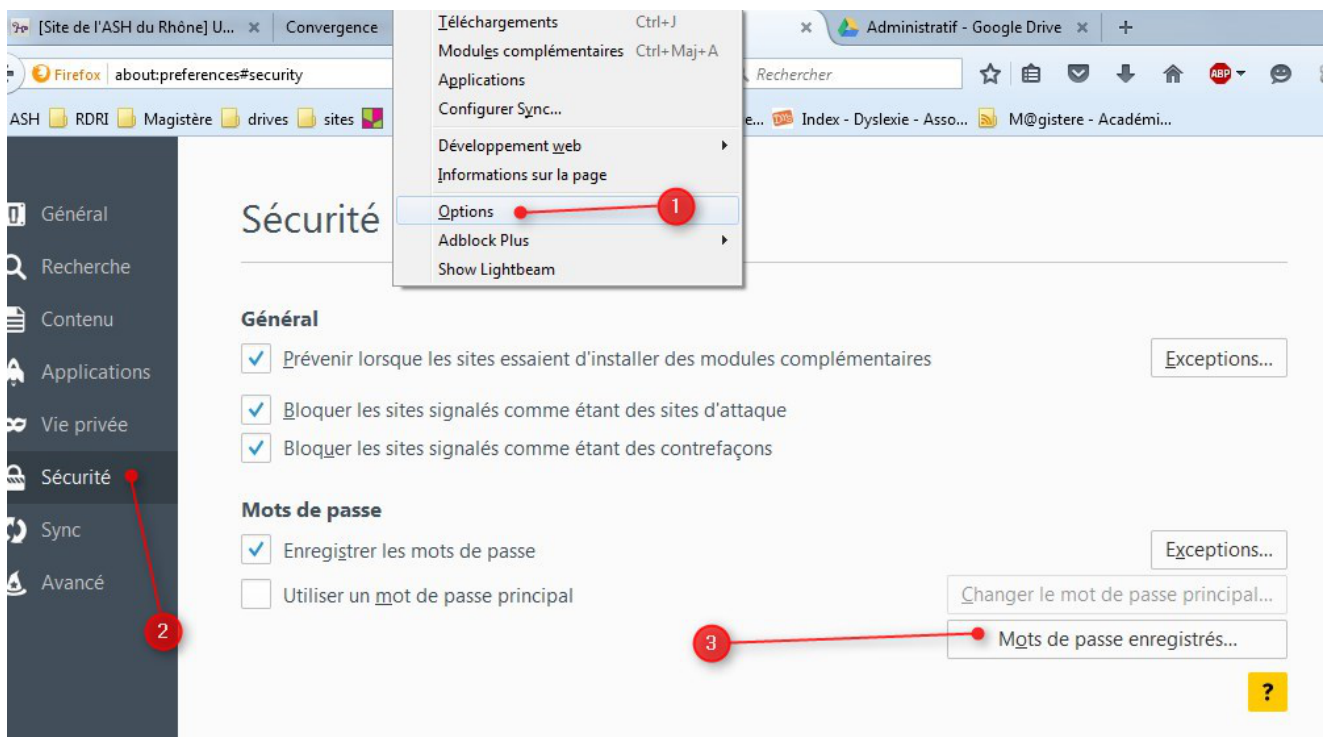 [Site de l'ASH du Rhône] U...
Convergence
Administratif - Google Drive
Firefox about:preferences#security
Rechercher
ABP
ASH RDRI Magistère drives sites
e... Index - Dyslexie - Asso... M@gistere - Académi...
Téléchargements Ctrl+J
Modules complémentaires Ctrl+Maj+A
Applications
Configurer Sync...
Développement web
Informations sur la page
Options
1
Adblock Plus
Show Lightbeam
Général
Recherche
Contenu
Applications
Vie privée
Sécurité
Sync
Avancé
2
Sécurité
Général
Prévenir lorsque les sites essaient d'installer des modules complémentaires
Exceptions...
Bloquer les sites signalés comme étant des sites d'attaque
Bloquer les sites signalés comme étant des contrefaçons
Mots de passe
Enregistrer les mots de passe
Exceptions...
Utiliser un mot de passe principal
Changer le mot de passe principal...
3
Mots de passe enregistrés...
?